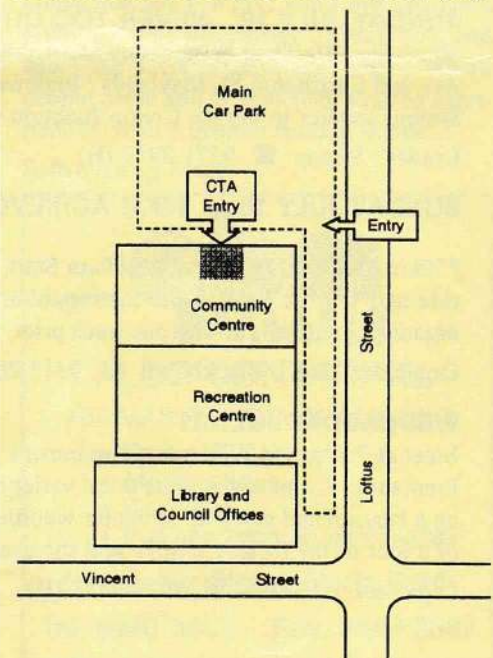 Main
Car Park
CTA
Entry
Entry
Community
Centre
Street
Recreation
Centre
Loftus
Library and
Council Offices
Vincent Street